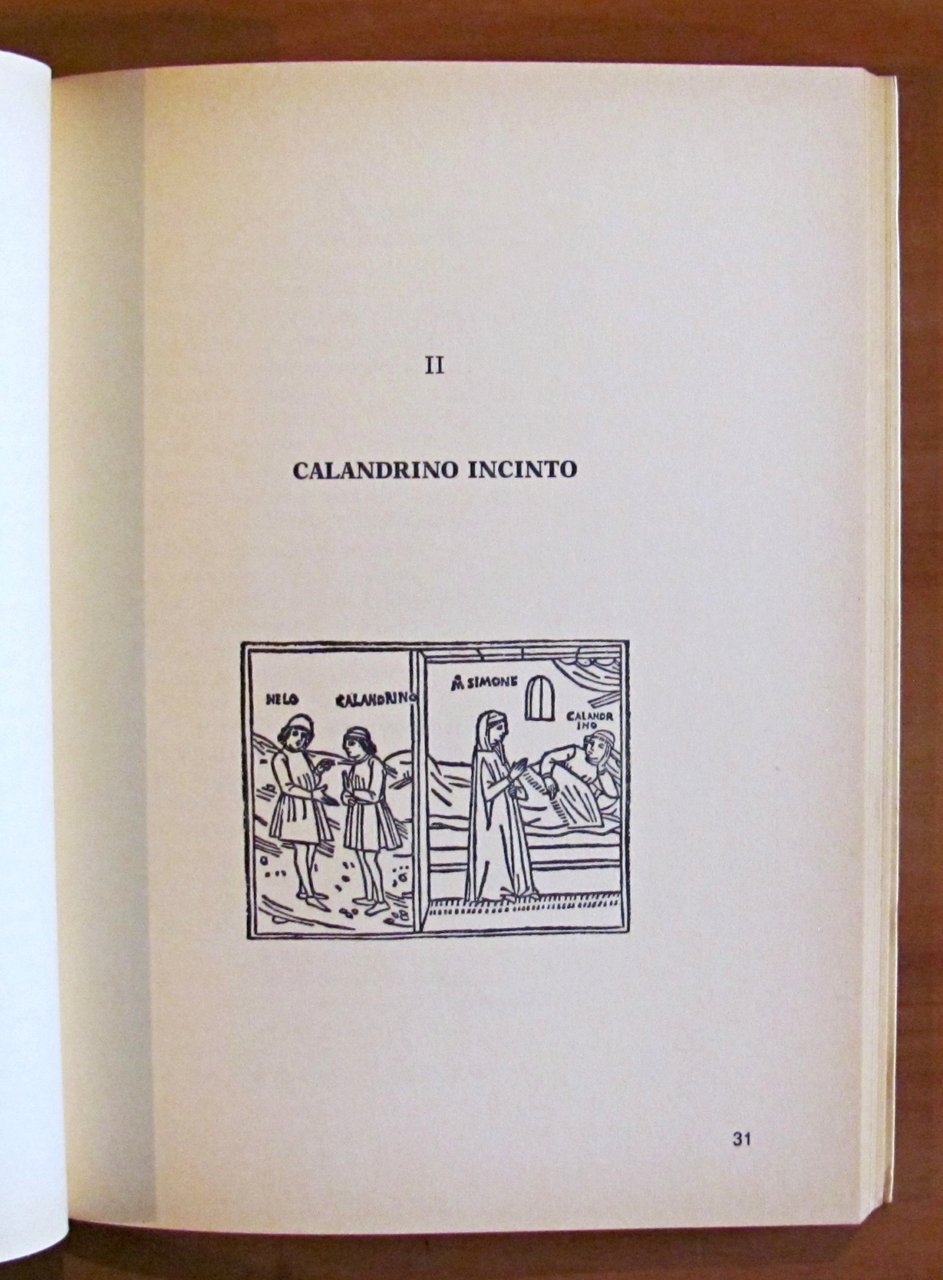 II
CALANDRINO INCINTO
NELO CALANDRINO
M SIMONE
CALANDR
INO
31